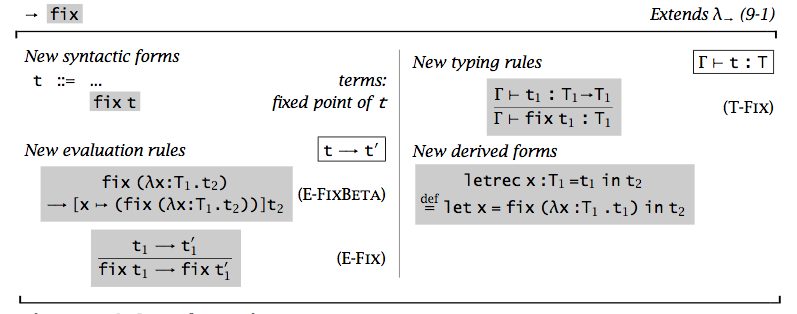 → fix
Extends λ→ (9-1)
New syntactic forms
t ::= ...
terms:
fix t
fixed point of t
New evaluation rules
t ⟶ t′
fix (λx:T₁.t₂)
⟶ [x ↦ (fix (λx:T₁.t₂))]t₂
(E-FIXBETA)
t₁ ⟶ t′₁
fix t₁ ⟶ fix t′₁
(E-FIX)
New typing rules
Γ ⊢ t : T
Γ ⊢ t₁ : T₁→T₁
Γ ⊢ fix t₁ : T₁
(T-FIX)
New derived forms
letrec x:T₁=t₁ in t₂
def
= let x = fix (λx:T₁.t₁) in t₂